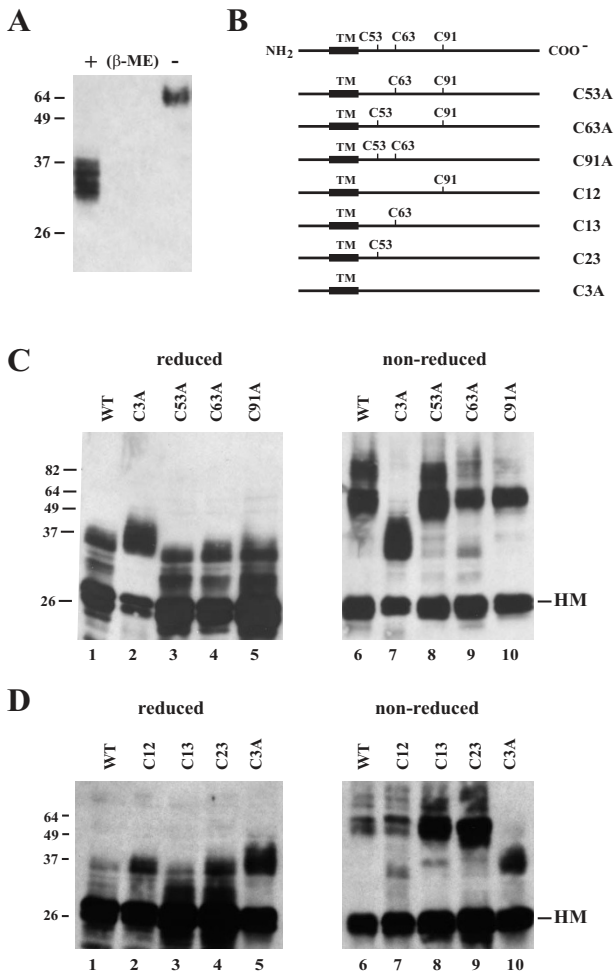 A
+ (β-ME) -
64
49
37
26
B
NH2 TM C53 C63 C91 COO-
TM C63 C91 C53A
TM C53 C91 C63A
TM C53 C63 C91A
TM C91 C12
TM C63 C13
TM C53 C23
TM C3A
C
reduced
WT C3A C53A C63A C91A
82
64
49
37
26
1 2 3 4 5
non-reduced
WT C3A C53A C63A C91A
HM
6 7 8 9 10
D
reduced
WT C12 C13 C23 C3A
64
49
37
26
1 2 3 4 5
non-reduced
WT C12 C13 C23 C3A
HM
6 7 8 9 10